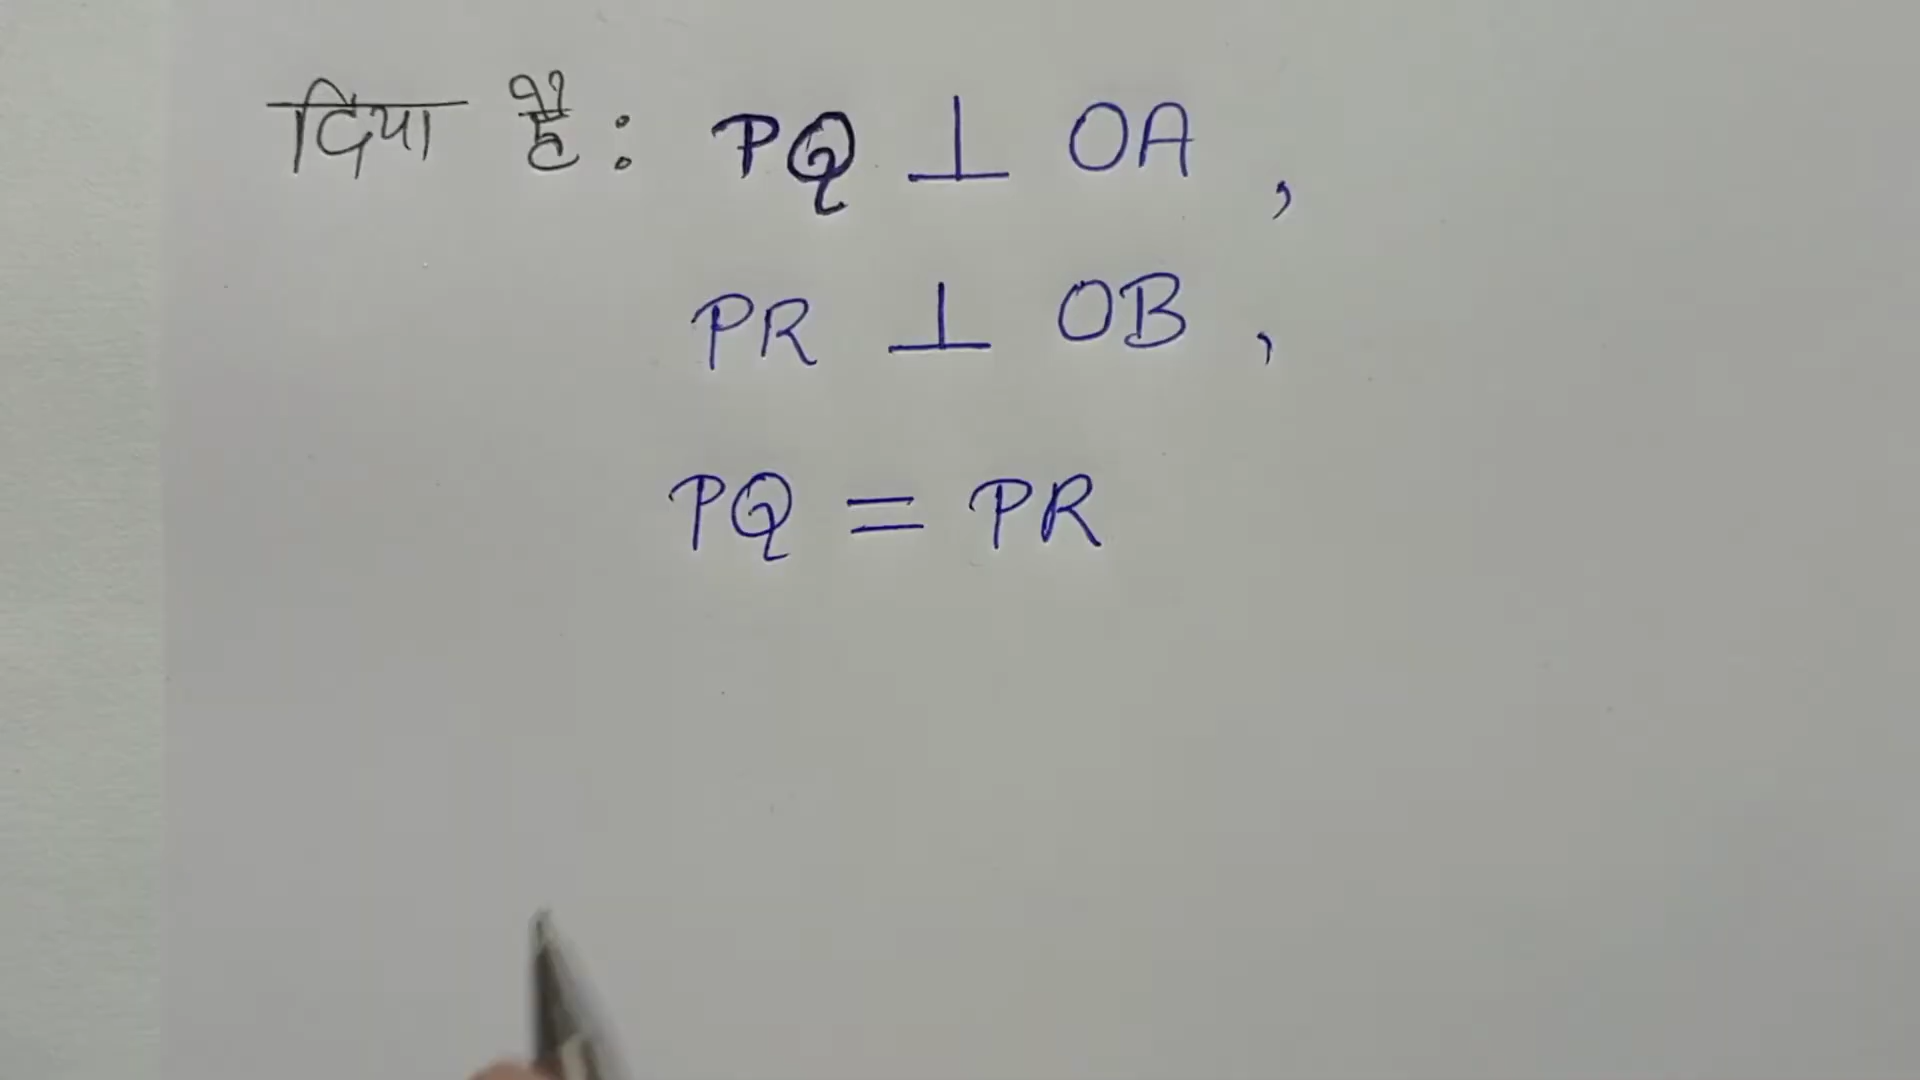 दिया है : PQ ⊥ OA ,
PR ⊥ OB ,
PQ = PR